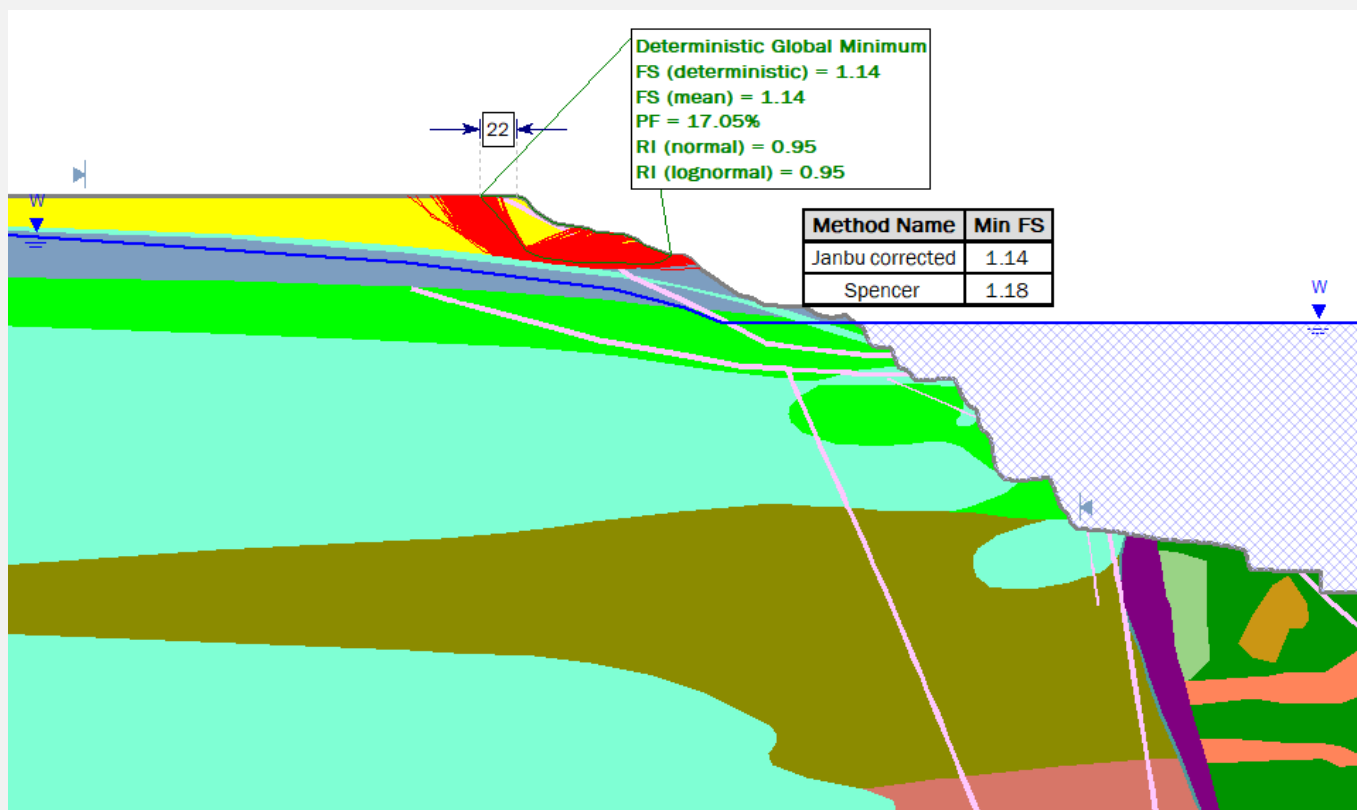 Deterministic Global Minimum
FS (deterministic) = 1.14
FS (mean) = 1.14
PF = 17.05%
RI (normal) = 0.95
RI (lognormal) = 0.95
22
W
Method Name Min FS
Janbu corrected 1.14
Spencer 1.18
W